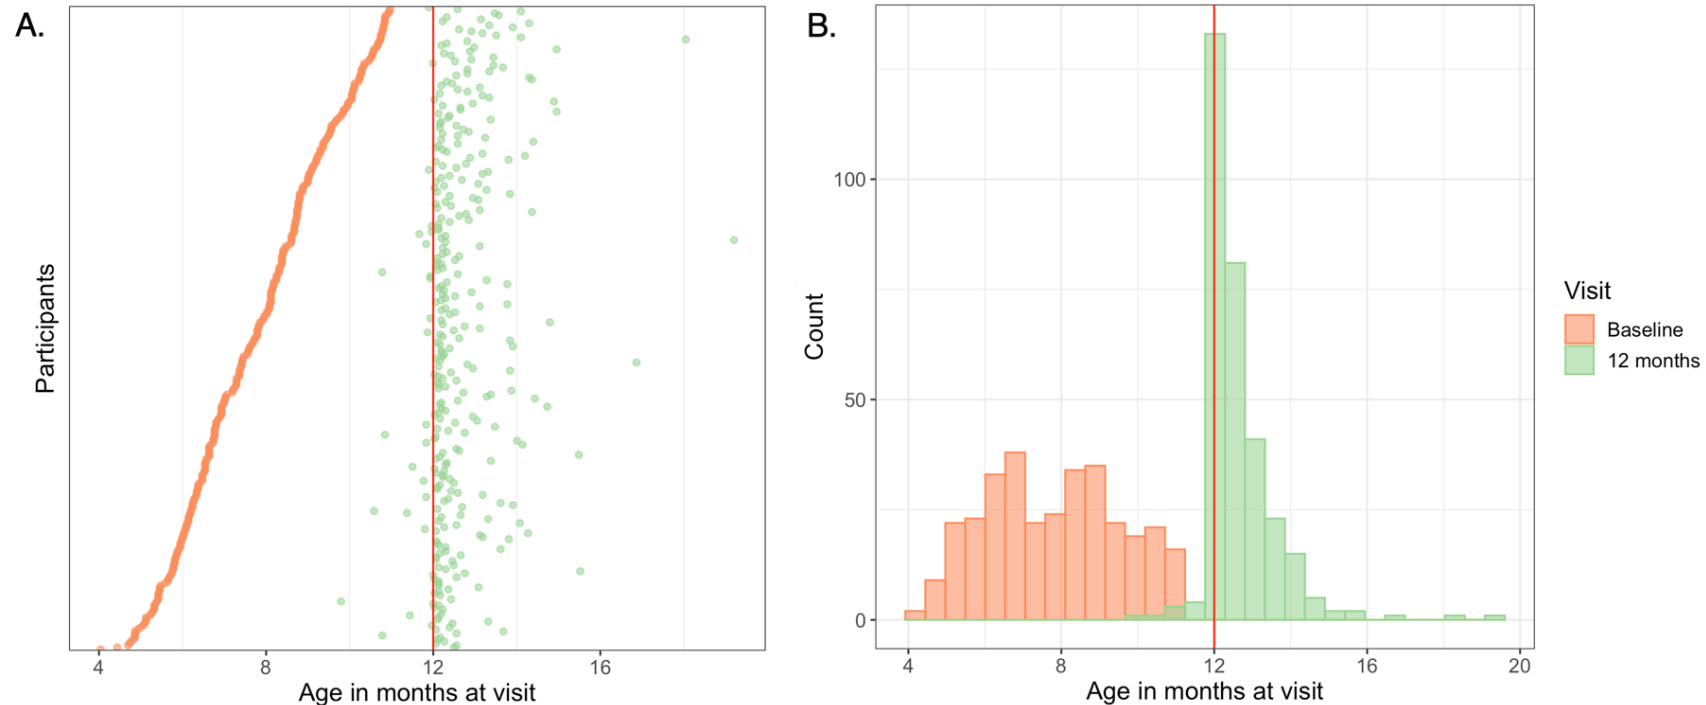 A.
Participants
4 8 12 16
Age in months at visit
B.
Count
100
50
0
4 8 12 16 20
Age in months at visit
Visit
Baseline
12 months